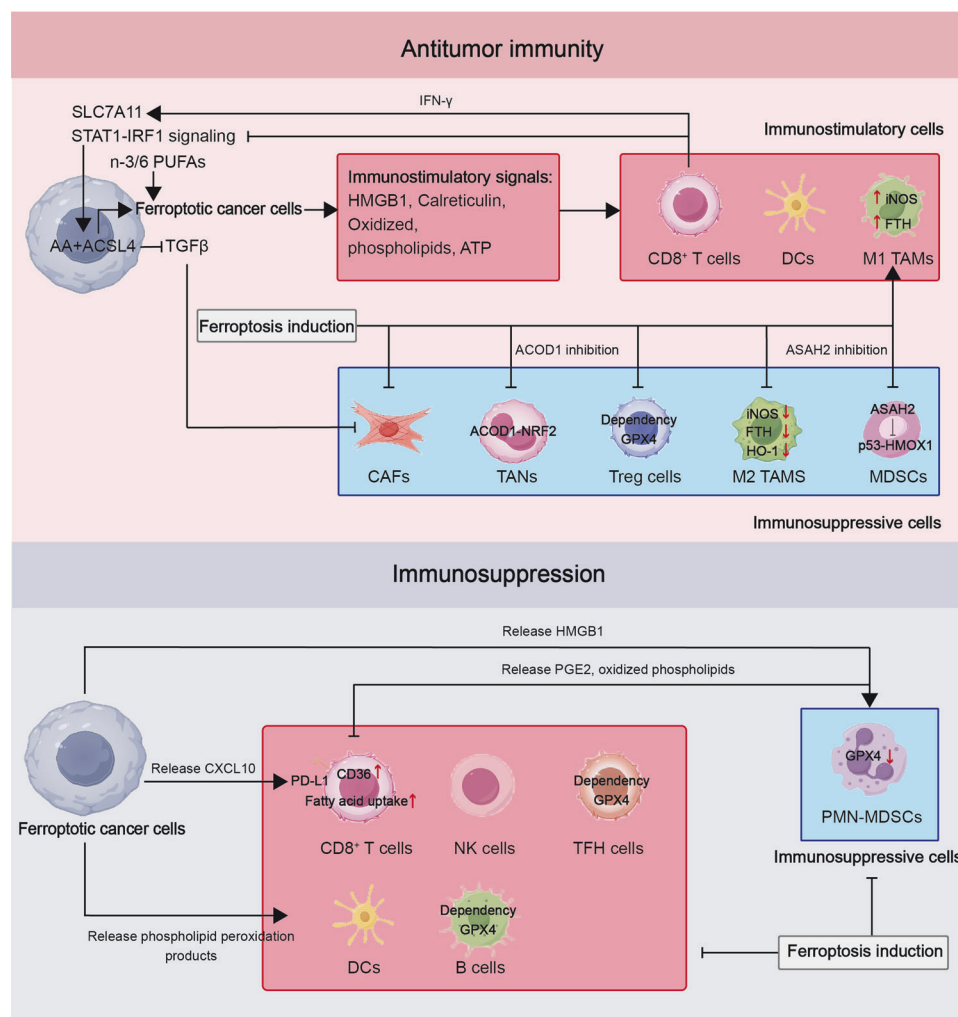 Antitumor immunity
IFN-γ
SLC7A11
STAT1-IRF1 signaling
Immunostimulatory cells
n-3/6 PUFAs
Ferroptotic cancer cells
AA+ACSL4
TGFβ
Immunostimulatory signals:
HMGB1, Calreticulin,
Oxidized,
phospholipids, ATP
iNOS
FTH
CD8⁺ T cells
DCs
M1 TAMs
Ferroptosis induction
ACOD1 inhibition
ASAH2 inhibition
ACOD1-NRF2
Dependency
GPX4
iNOS
FTH
HO-1
ASAH2
p53-HMOX1
CAFs
TANs
Treg cells
M2 TAMS
MDSCs
Immunosuppressive cells
Immunosuppression
Release HMGB1
Release PGE2, oxidized phospholipids
Release CXCL10
Ferroptotic cancer cells
PD-L1
CD36
Fatty acid uptake
Dependency
GPX4
CD8⁺ T cells
NK cells
TFH cells
GPX4
PMN-MDSCs
Immunosuppressive cells
Release phospholipid peroxidation
products
Dependency
GPX4
DCs
B cells
Ferroptosis induction